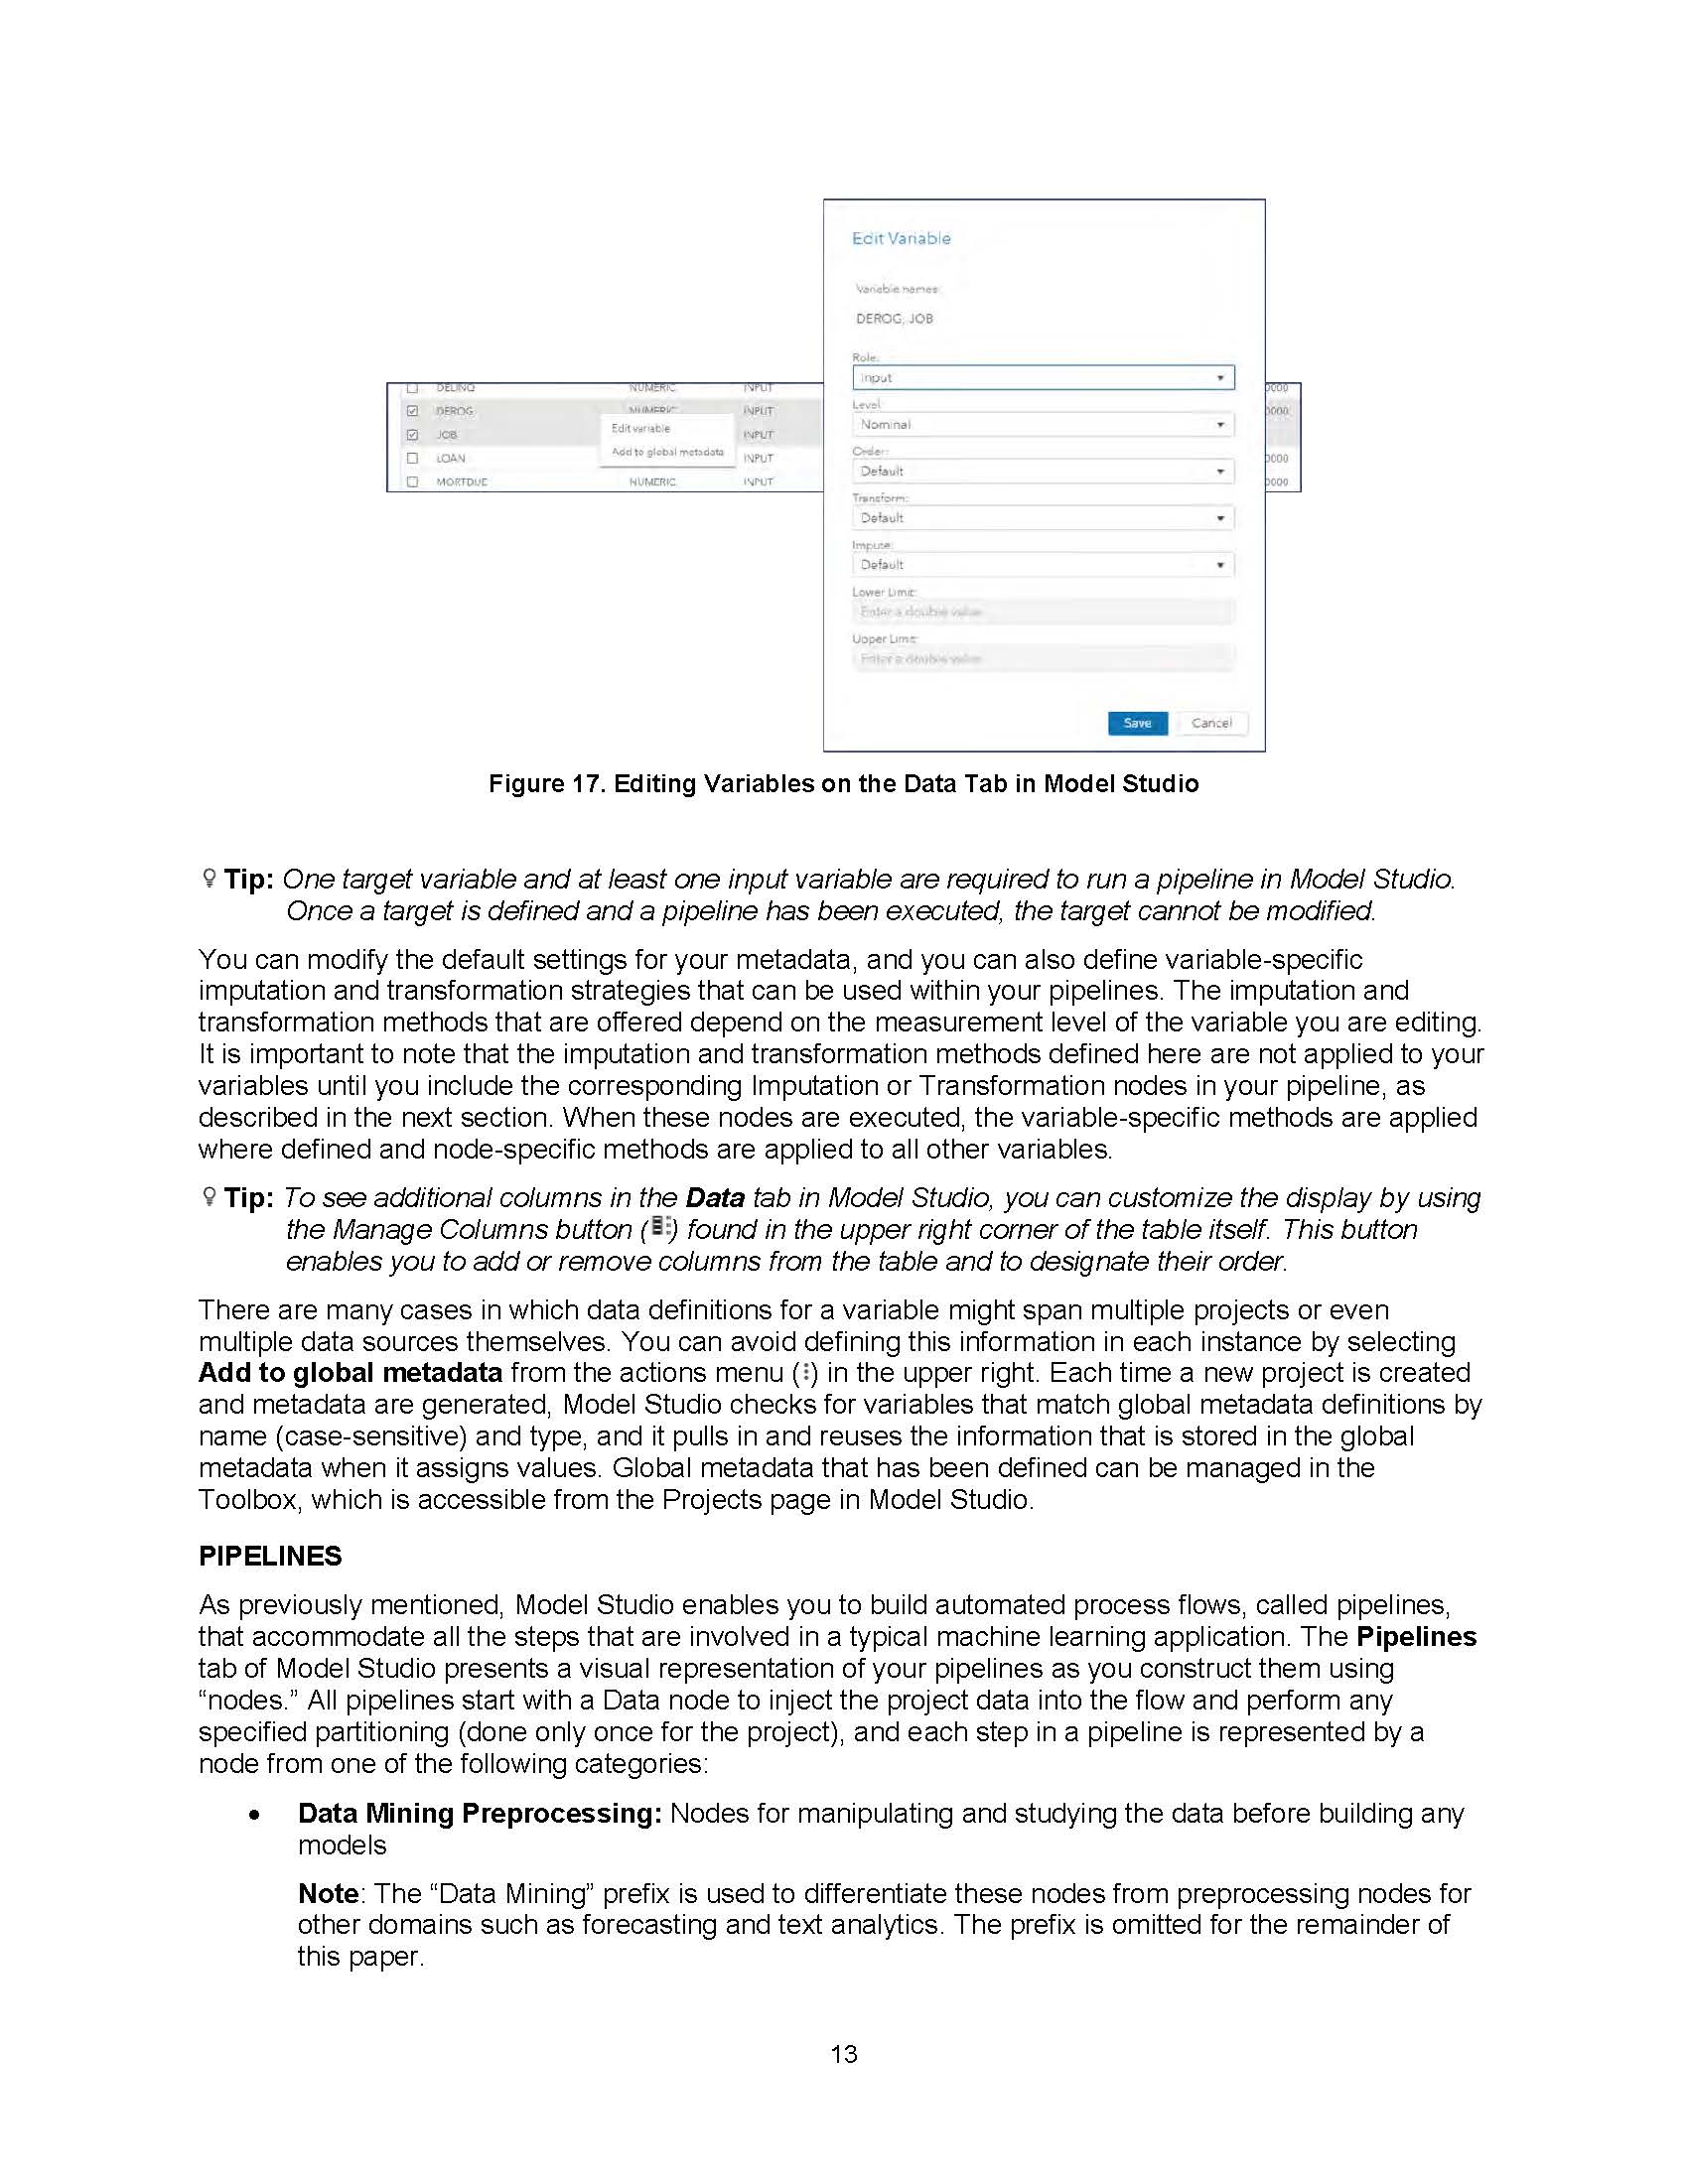 Edit Variable
Variable names:
DEROG, JOB
Role:
Input
Level:
Nominal
Order:
Default
Transform:
Default
Impute:
Default
Lower Limit:
Enter a double value
Upper Limit:
Enter a double value
Save Cancel
DELINQ NUMERIC INPUT 0000
DEROG NUMERIC INPUT 0000
JOB INPUT
LOAN INPUT 0000
MORTDUE NUMERIC INPUT 0000
Edit variable
Add to global metadata
Figure 17. Editing Variables on the Data Tab in Model Studio
Tip: One target variable and at least one input variable are required to run a pipeline in Model Studio.
Once a target is defined and a pipeline has been executed, the target cannot be modified.
You can modify the default settings for your metadata, and you can also define variable-specific
imputation and transformation strategies that can be used within your pipelines. The imputation and
transformation methods that are offered depend on the measurement level of the variable you are editing.
It is important to note that the imputation and transformation methods defined here are not applied to your
variables until you include the corresponding Imputation or Transformation nodes in your pipeline, as
described in the next section. When these nodes are executed, the variable-specific methods are applied
where defined and node-specific methods are applied to all other variables.
Tip: To see additional columns in the Data tab in Model Studio, you can customize the display by using
the Manage Columns button ( ) found in the upper right corner of the table itself. This button
enables you to add or remove columns from the table and to designate their order.
There are many cases in which data definitions for a variable might span multiple projects or even
multiple data sources themselves. You can avoid defining this information in each instance by selecting
Add to global metadata from the actions menu ( ) in the upper right. Each time a new project is created
and metadata are generated, Model Studio checks for variables that match global metadata definitions by
name (case-sensitive) and type, and it pulls in and reuses the information that is stored in the global
metadata when it assigns values. Global metadata that has been defined can be managed in the
Toolbox, which is accessible from the Projects page in Model Studio.
PIPELINES
As previously mentioned, Model Studio enables you to build automated process flows, called pipelines,
that accommodate all the steps that are involved in a typical machine learning application. The Pipelines
tab of Model Studio presents a visual representation of your pipelines as you construct them using
“nodes.” All pipelines start with a Data node to inject the project data into the flow and perform any
specified partitioning (done only once for the project), and each step in a pipeline is represented by a
node from one of the following categories:
• Data Mining Preprocessing: Nodes for manipulating and studying the data before building any
models
Note: The “Data Mining” prefix is used to differentiate these nodes from preprocessing nodes for
other domains such as forecasting and text analytics. The prefix is omitted for the remainder of
this paper.
13